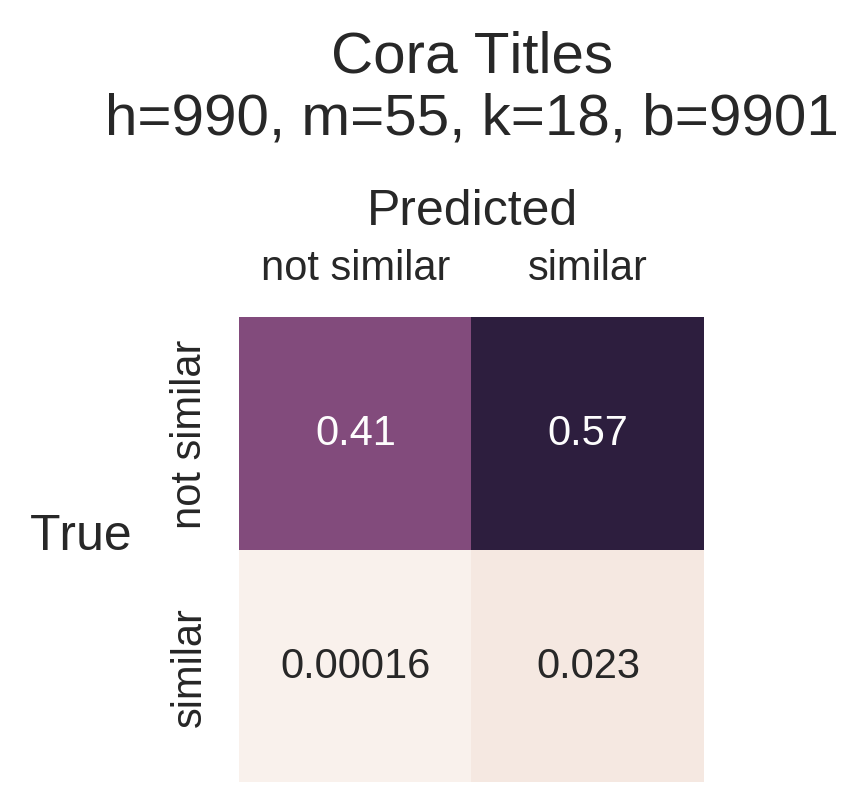 Cora Titles
h=990, m=55, k=18, b=9901
Predicted
not similar similar
not similar
0.41 0.57
True
similar
0.00016 0.023